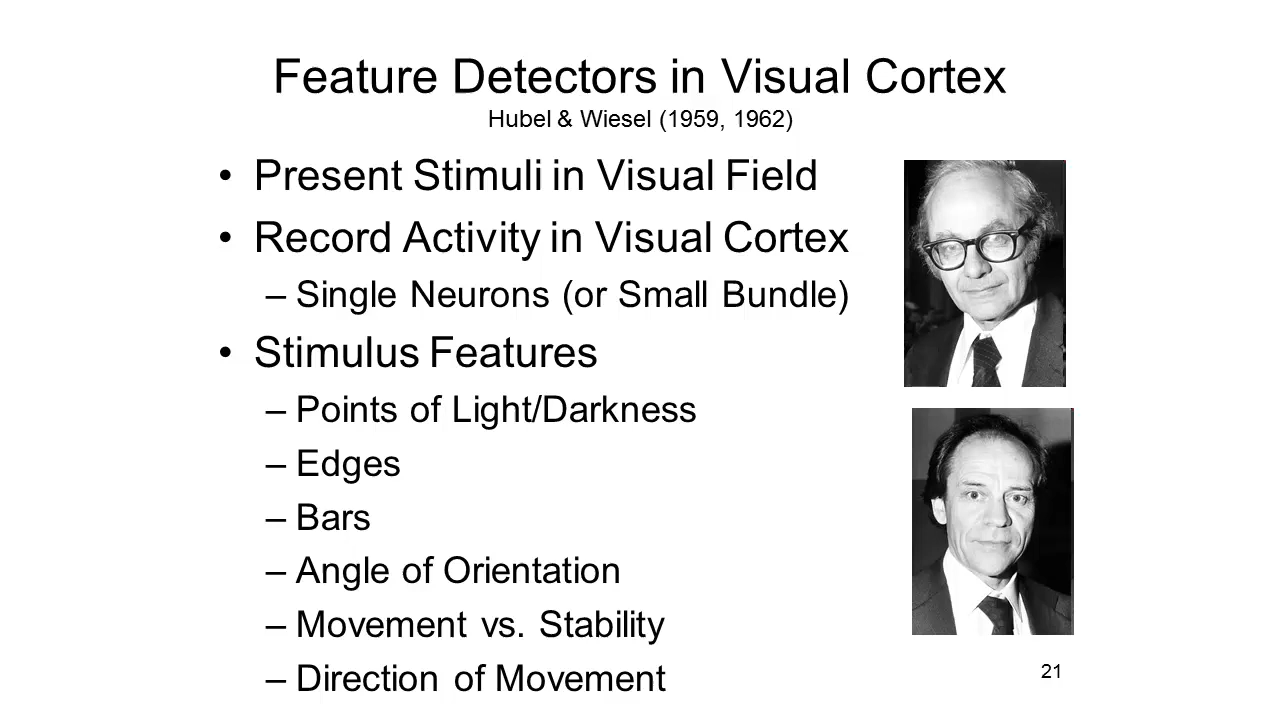 Feature Detectors in Visual Cortex
Hubel & Wiesel (1959, 1962)
• Present Stimuli in Visual Field
• Record Activity in Visual Cortex
– Single Neurons (or Small Bundle)
• Stimulus Features
– Points of Light/Darkness
– Edges
– Bars
– Angle of Orientation
– Movement vs. Stability
– Direction of Movement
21